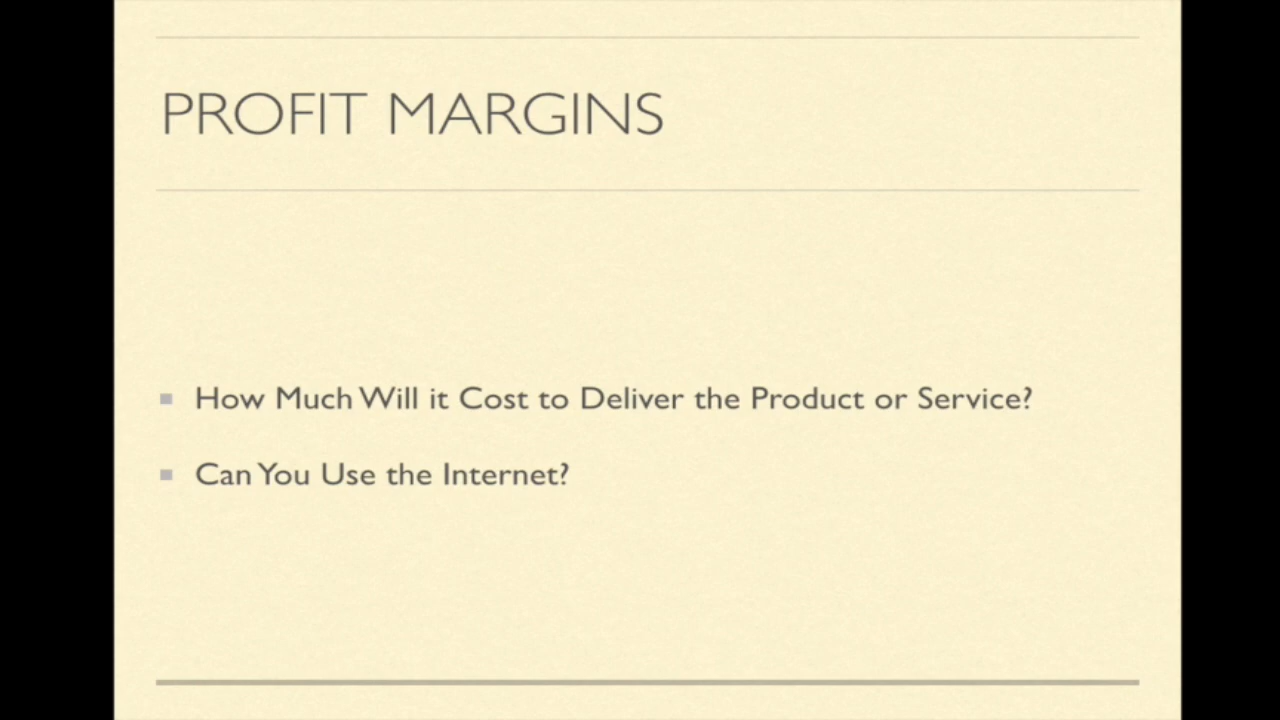 PROFIT MARGINS
How Much Will it Cost to Deliver the Product or Service?
Can You Use the Internet?